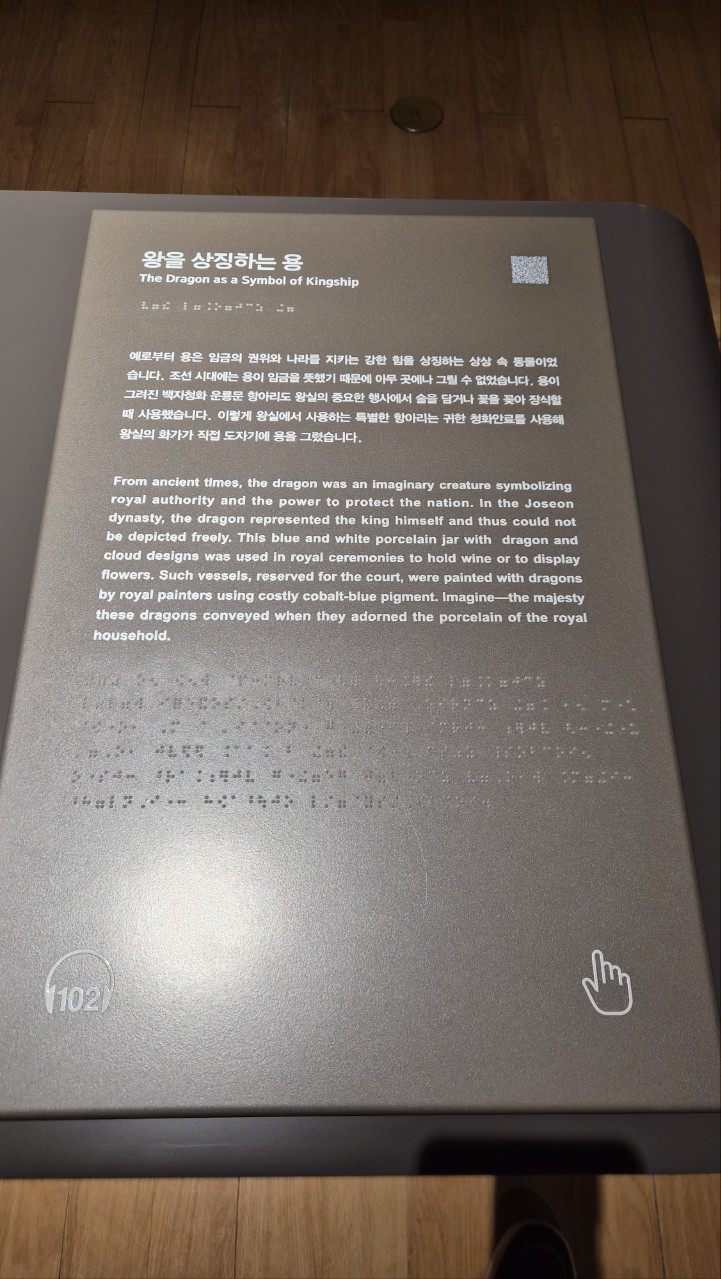 왕을 상징하는 용
The Dragon as a Symbol of Kingship
예로부터 용은 임금의 권위와 나라를 지키는 강한 힘을 상징하는 상상 속 동물이었
습니다. 조선 시대에는 용이 임금을 뜻했기 때문에 아무 곳에나 그릴 수 없었습니다. 용이
그려진 백자청화 운룡문 항아리도 왕실의 중요한 행사에서 술을 담거나 꽃을 꽂아 장식할
때 사용했습니다. 이렇게 왕실에서 사용하는 특별한 항아리는 귀한 청화안료를 사용해
왕실의 화가가 직접 도자기에 용을 그렸습니다.
From ancient times, the dragon was an imaginary creature symbolizing
royal authority and the power to protect the nation. In the Joseon
dynasty, the dragon represented the king himself and thus could not
be depicted freely. This blue and white porcelain jar with dragon and
cloud designs was used in royal ceremonies to hold wine or to display
flowers. Such vessels, reserved for the court, were painted with dragons
by royal painters using costly cobalt-blue pigment. Imagine—the majesty
these dragons conveyed when they adorned the porcelain of the royal
household.
102